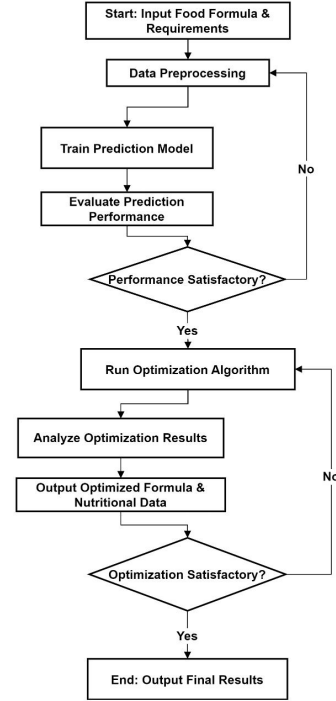 Start: Input Food Formula &
Requirements
Data Preprocessing
Train Prediction Model
No
Evaluate Prediction
Performance
Performance Satisfactory?
Yes
Run Optimization Algorithm
Analyze Optimization Results
Output Optimized Formula &
Nutritional Data
No
Optimization Satisfactory?
Yes
End: Output Final Results